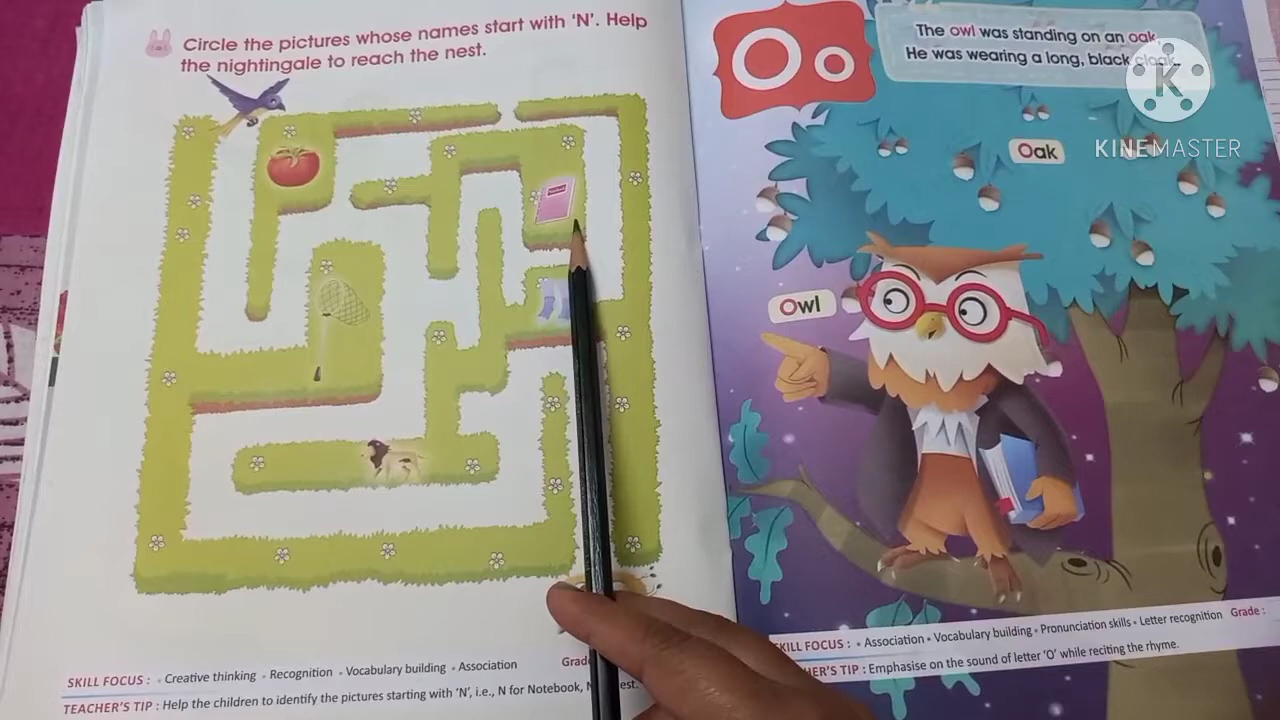 Circle the pictures whose names start with 'N'. Help
the nightingale to reach the nest.
SKILL FOCUS : • Creative thinking • Recognition • Vocabulary building • Association
TEACHER'S TIP : Help the children to identify the pictures starting with 'N', i.e., N for Notebook,
Oo
The owl was standing on an oak.
He was wearing a long, black cloak.
KINEMASTER
Oak
Owl
SKILL FOCUS : • Association • Vocabulary building • Pronunciation skills • Letter recognition Grade :
TIP : Emphasise on the sound of letter 'O' while reciting the rhyme.